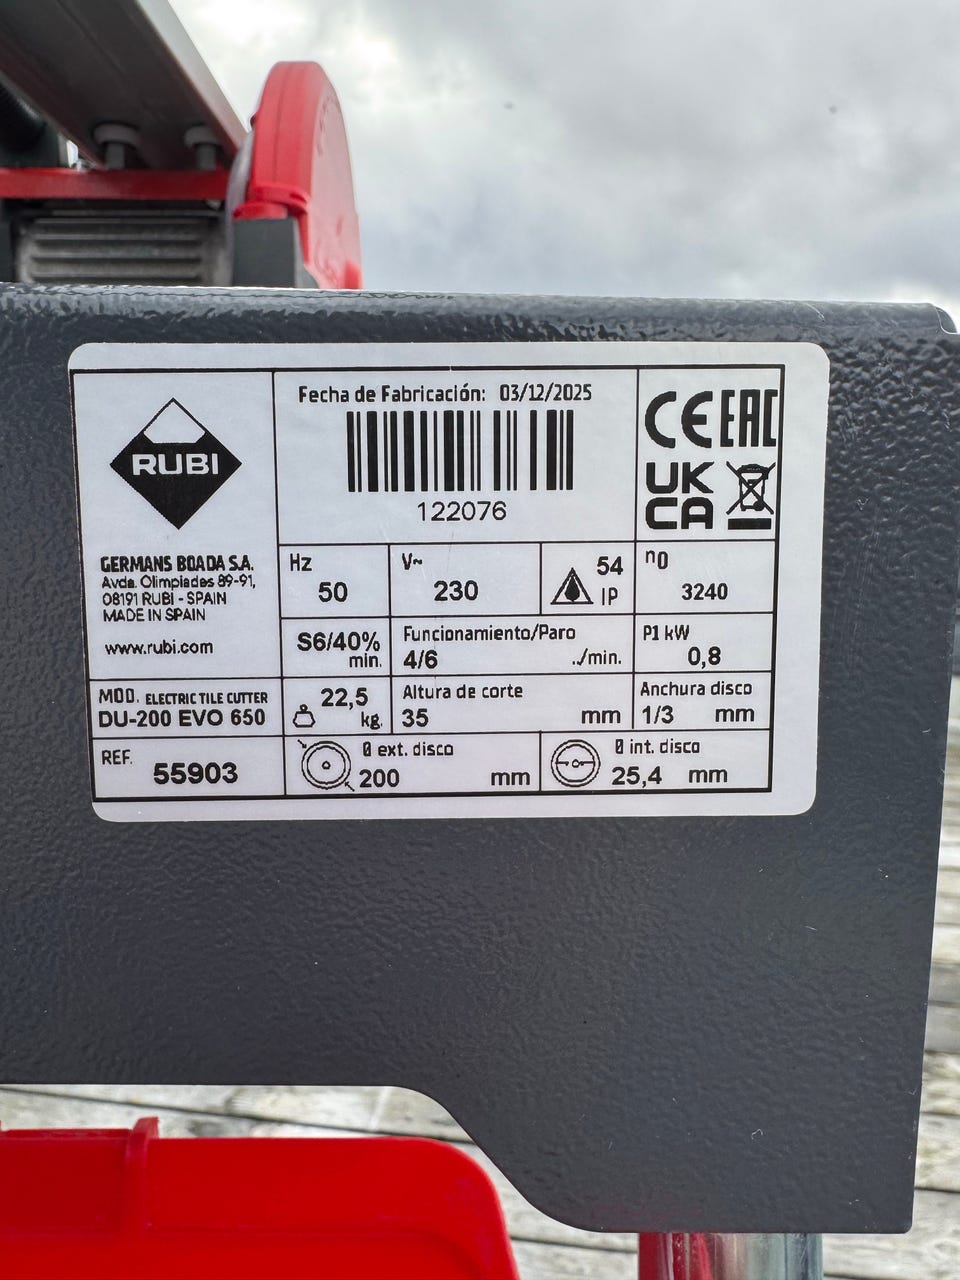 RUBI
GERMANS BOADA S.A.
Avda. Olimpiades 89-91,
08191 RUBI - SPAIN
MADE IN SPAIN
www.rubi.com
MOD. ELECTRIC TILE CUTTER
DU-200 EVO 650
REF.
55903
Fecha de Fabricación: 03/12/2025
122076
CE EAC
UK
CA
Hz
50
V~
230
54
IP
n0
3240
S6/40%
min.
Funcionamiento/Paro
4/6 ../min.
P1 kW
0,8
22,5
kg.
Altura de corte
35 mm
Anchura disco
1/3 mm
Ø ext. disco
200 mm
Ø int. disco
25,4 mm